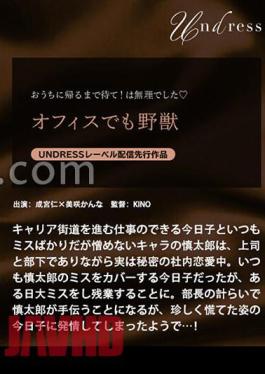 Undress
おうちに帰るまで待て!は無理でした♡
オフィスでも野獣
UNDRESSレーベル配信先行作品
.com
出演:成宮仁×美咲かんな 監督:KINO
キャリア街道を進む仕事のできる今日子といつも
ミスばかりだが憎めないキャラの慎太郎は、上司
と部下でありながら実は秘密の社内恋愛中。いつ
も慎太郎のミスをカバーする今日子だったが、あ
る日大ミスをし残業することに。部長の計らいで
慎太郎が手伝うことになるが、珍しく慌てた姿の
今日子に発情してしまったようで…!